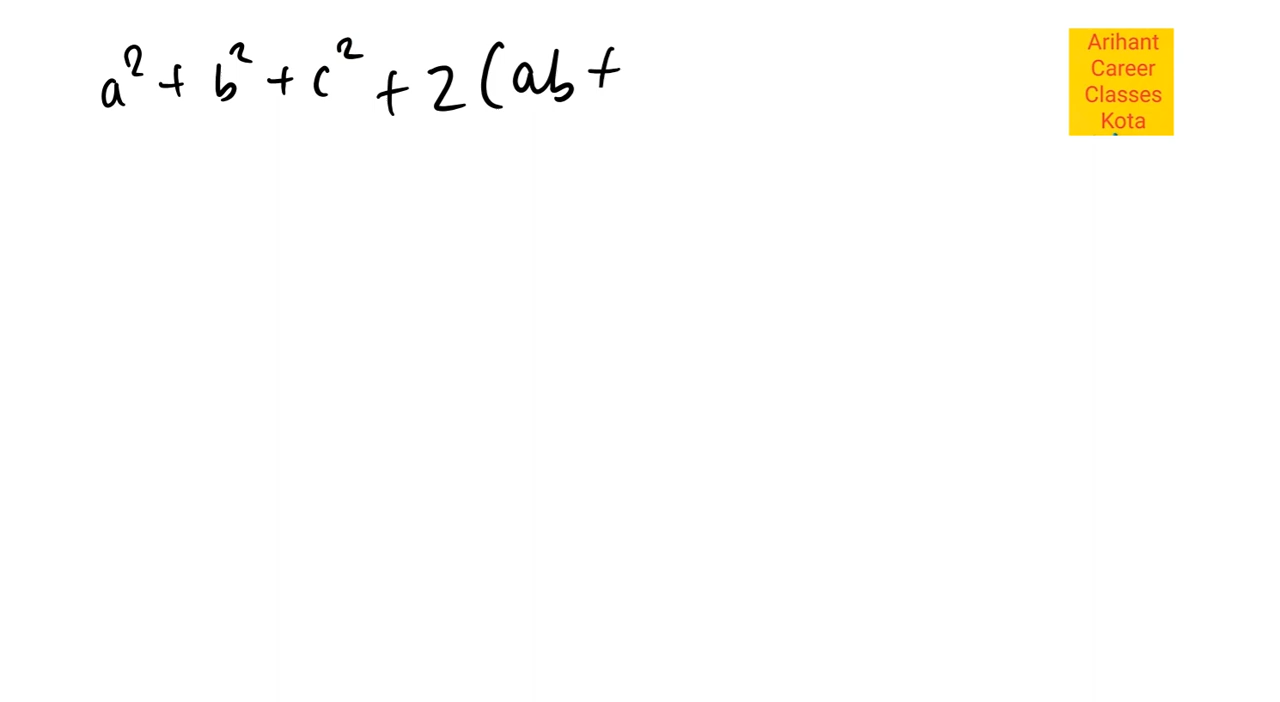 a² + b² + c² + 2 (ab +
Arihant
Career
Classes
Kota